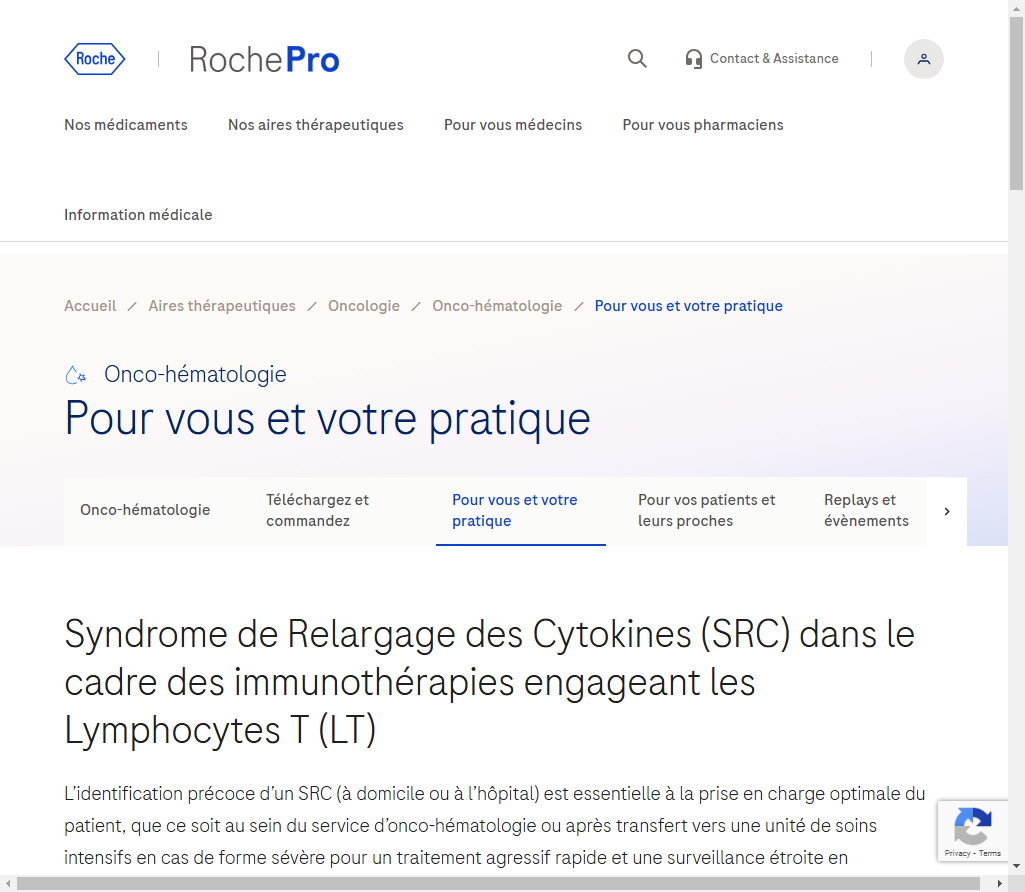 Roche
RochePro
Contact & Assistance
Nos médicaments
Nos aires thérapeutiques
Pour vous médecins
Pour vous pharmaciens
Information médicale
Accueil / Aires thérapeutiques / Oncologie / Onco-hématologie / Pour vous et votre pratique
Onco-hématologie
Pour vous et votre pratique
Onco-hématologie
Téléchargez et
commandez
Pour vous et votre
pratique
Pour vos patients et
leurs proches
Replays et
évènements
Syndrome de Relargage des Cytokines (SRC) dans le
cadre des immunothérapies engageant les
Lymphocytes T (LT)
L’identification précoce d’un SRC (à domicile ou à l’hôpital) est essentielle à la prise en charge optimale du
patient, que ce soit au sein du service d’onco-hématologie ou après transfert vers une unité de soins
intensifs en cas de forme sévère pour un traitement agressif rapide et une surveillance étroite en
Privacy - Terms